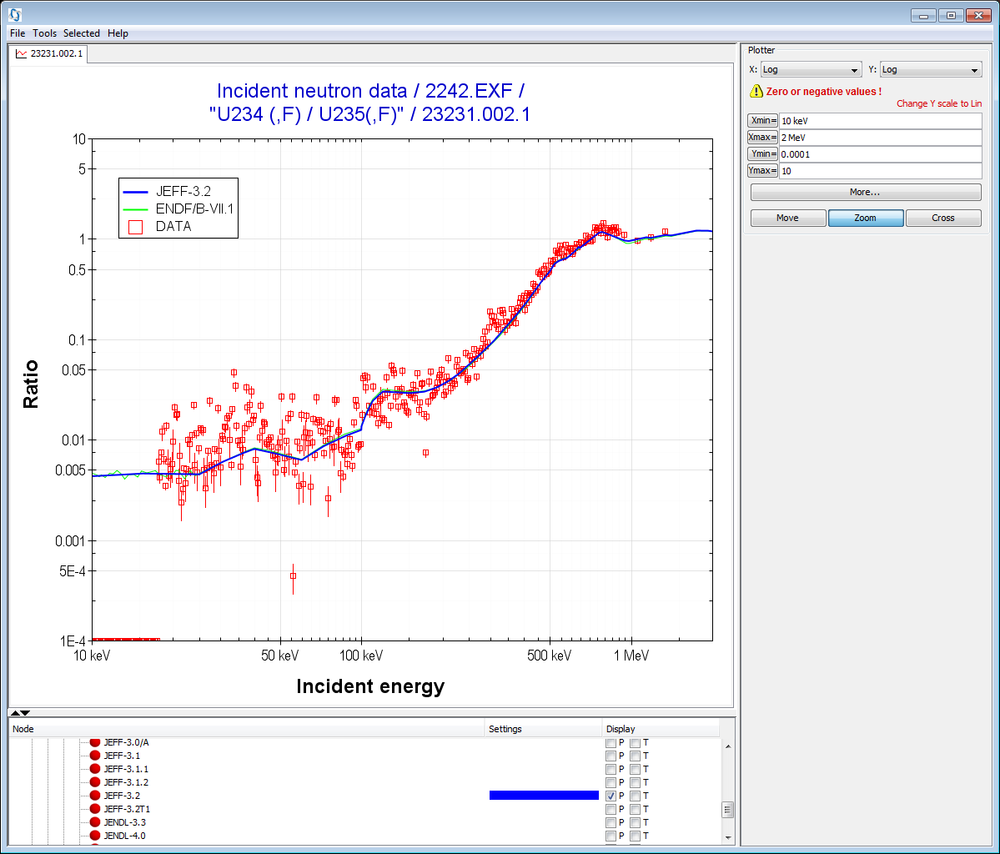 File Tools Selected Help
23231.002.1
Incident neutron data / 2242.EXF /
"U234 (,F) / U235(,F)" / 23231.002.1
JEFF-3.2
ENDF/B-VII.1
DATA
Ratio
10
5
1
0.5
0.1
0.05
0.01
0.005
0.001
5E-4
1E-4
10 keV 50 keV 100 keV 500 keV 1 MeV
Incident energy
Plotter
X: Log Y: Log
Zero or negative values !
Change Y scale to Lin
Xmin= 10 keV
Xmax= 2 MeV
Ymin= 0.0001
Ymax= 10
More...
Move Zoom Cross
Node Settings Display
JEFF-3.0/A P T
JEFF-3.1 P T
JEFF-3.1.1 P T
JEFF-3.1.2 P T
JEFF-3.2 P T
JEFF-3.2T1 P T
JENDL-3.3 P T
JENDL-4.0 P T